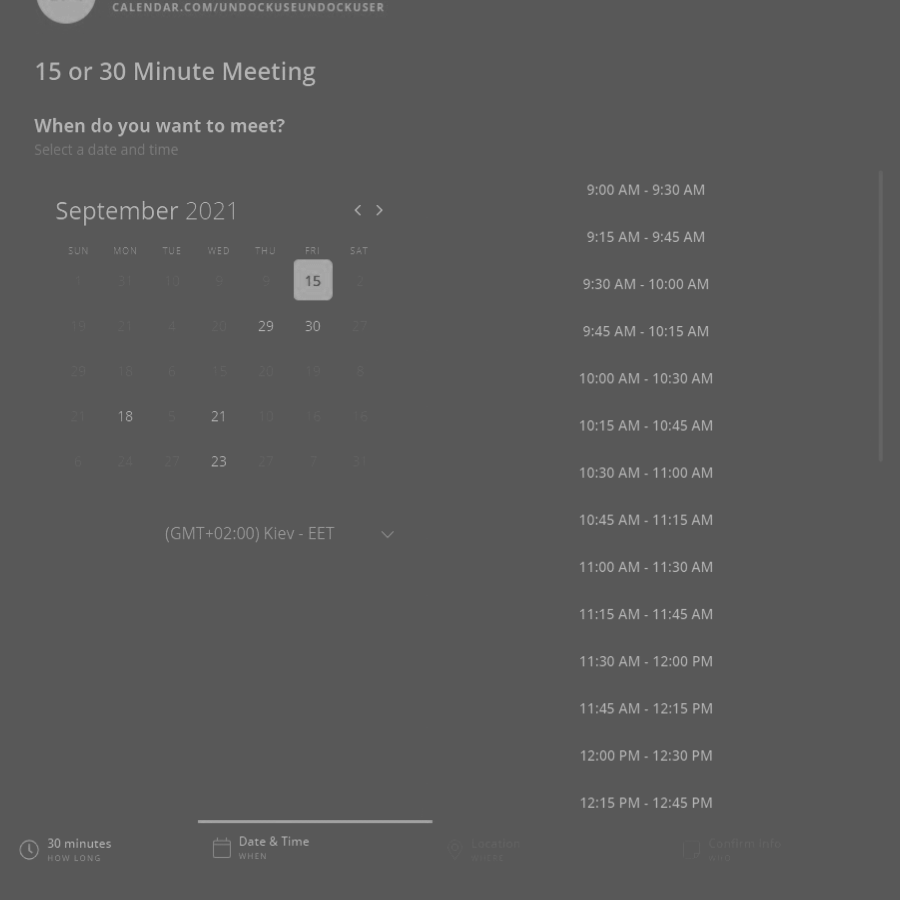 CALENDAR.COM/UNDOCKUSEUNDOCKUSER
15 or 30 Minute Meeting
When do you want to meet?
Select a date and time
September 2021
SUN MON TUE WED THU FRI SAT
1 31 10 9 9 15 2
19 21 4 20 29 30 27
29 18 6 15 20 19 8
21 18 5 21 10 16 16
6 24 27 23 27 7 31
(GMT+02:00) Kiev - EET
9:00 AM - 9:30 AM
9:15 AM - 9:45 AM
9:30 AM - 10:00 AM
9:45 AM - 10:15 AM
10:00 AM - 10:30 AM
10:15 AM - 10:45 AM
10:30 AM - 11:00 AM
10:45 AM - 11:15 AM
11:00 AM - 11:30 AM
11:15 AM - 11:45 AM
11:30 AM - 12:00 PM
11:45 AM - 12:15 PM
12:00 PM - 12:30 PM
12:15 PM - 12:45 PM
30 minutes
HOW LONG
Date & Time
WHEN
Location
WHERE
Confirm info
WHO